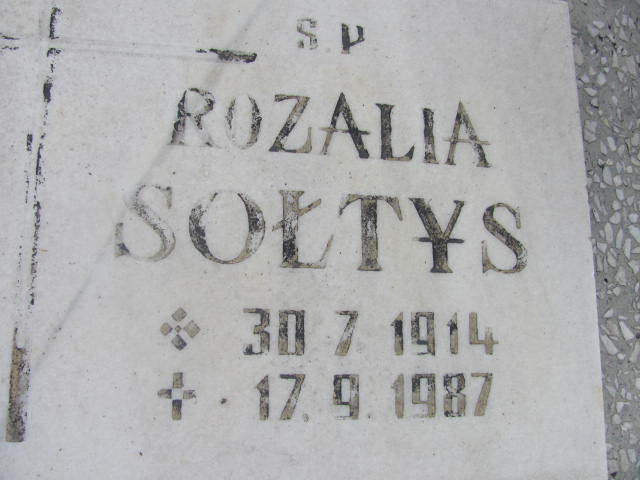 S.P
ROZALIA
SOŁTYS
30 7 1914
17.9.1987